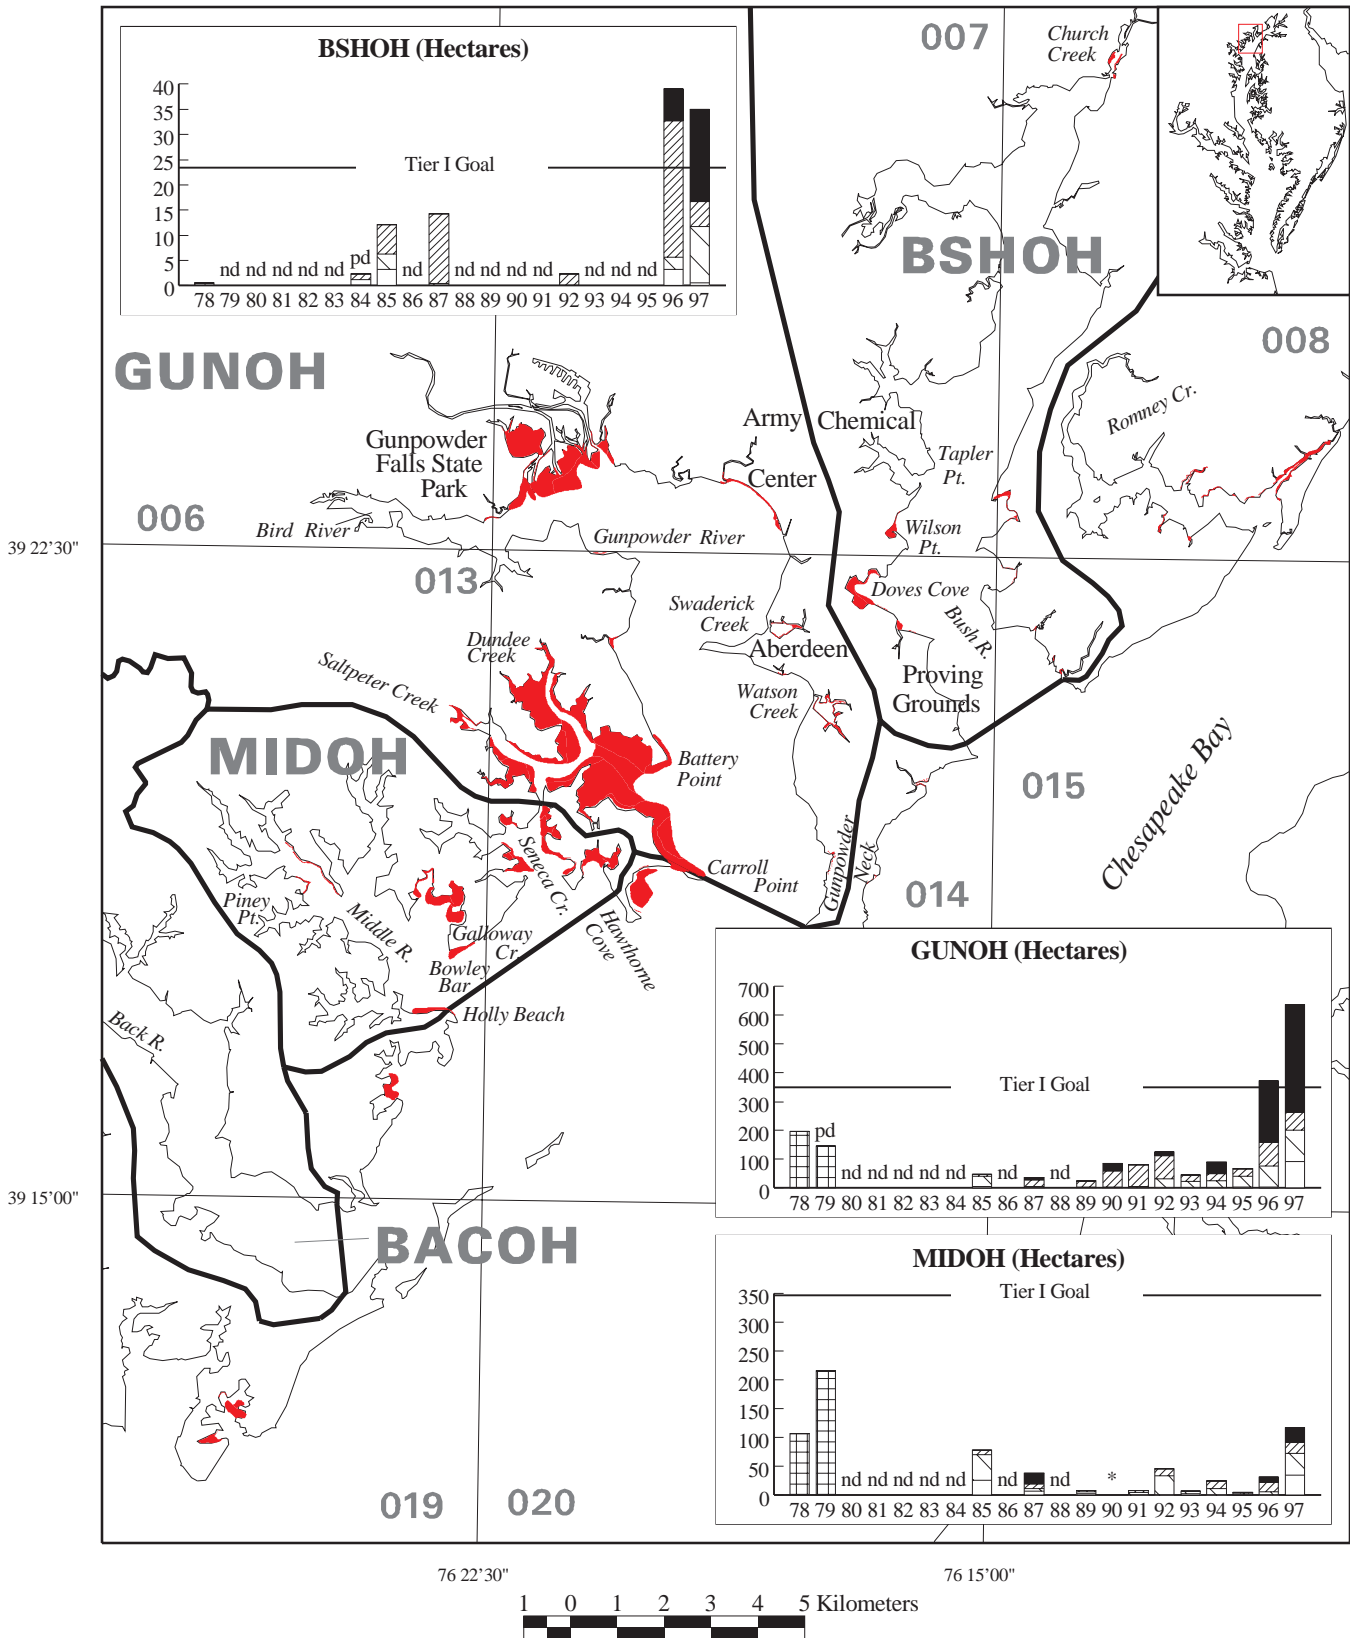 BSHOH (Hectares)
40
35
30
25
20
15
10
5
0
Tier I Goal
nd nd nd nd nd pd nd nd nd nd nd nd nd nd
78 79 80 81 82 83 84 85 86 87 88 89 90 91 92 93 94 95 96 97
007
Church
Creek
BSHOH
008
GUNOH
Romney Cr.
Army Chemical
Center
Gunpowder
Falls State
Park
Tapler
Pt.
006
Bird River
Gunpowder River
Wilson
Pt.
39 22'30"
013
Doves Cove
Swaderick
Creek
Bush R.
Aberdeen
Proving
Grounds
Dundee
Creek
Saltpeter Creek
Watson
Creek
MIDOH
Battery
Point
015
Chesapeake Bay
Seneca Cr.
Carroll
Point
Gunpowder
Neck
014
Piney
Pt.
Middle R.
Galloway
Cr.
Hawthorne
Cove
Bowley
Bar
Holly Beach
Back R.
GUNOH (Hectares)
700
600
500
400
300
200
100
0
Tier I Goal
pd
nd nd nd nd nd nd nd
78 79 80 81 82 83 84 85 86 87 88 89 90 91 92 93 94 95 96 97
39 15'00"
BACOH
MIDOH (Hectares)
350
300
250
200
150
100
50
0
Tier I Goal
nd nd nd nd nd nd nd *
78 79 80 81 82 83 84 85 86 87 88 89 90 91 92 93 94 95 96 97
019
020
76 22'30"
76 15'00"
1 0 1 2 3 4 5 Kilometers